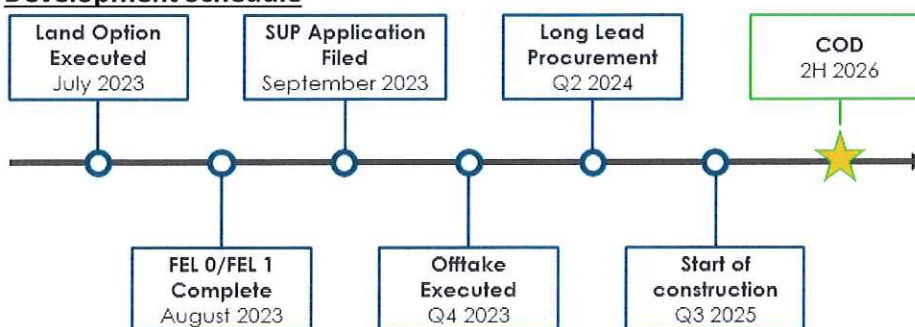 Development Schedule
Land Option
Executed
July 2023
SUP Application
Filed
September 2023
Long Lead
Procurement
Q2 2024
COD
2H 2026
FEL 0/FEL 1
Complete
August 2023
Offtake
Executed
Q4 2023
Start of
construction
Q3 2025